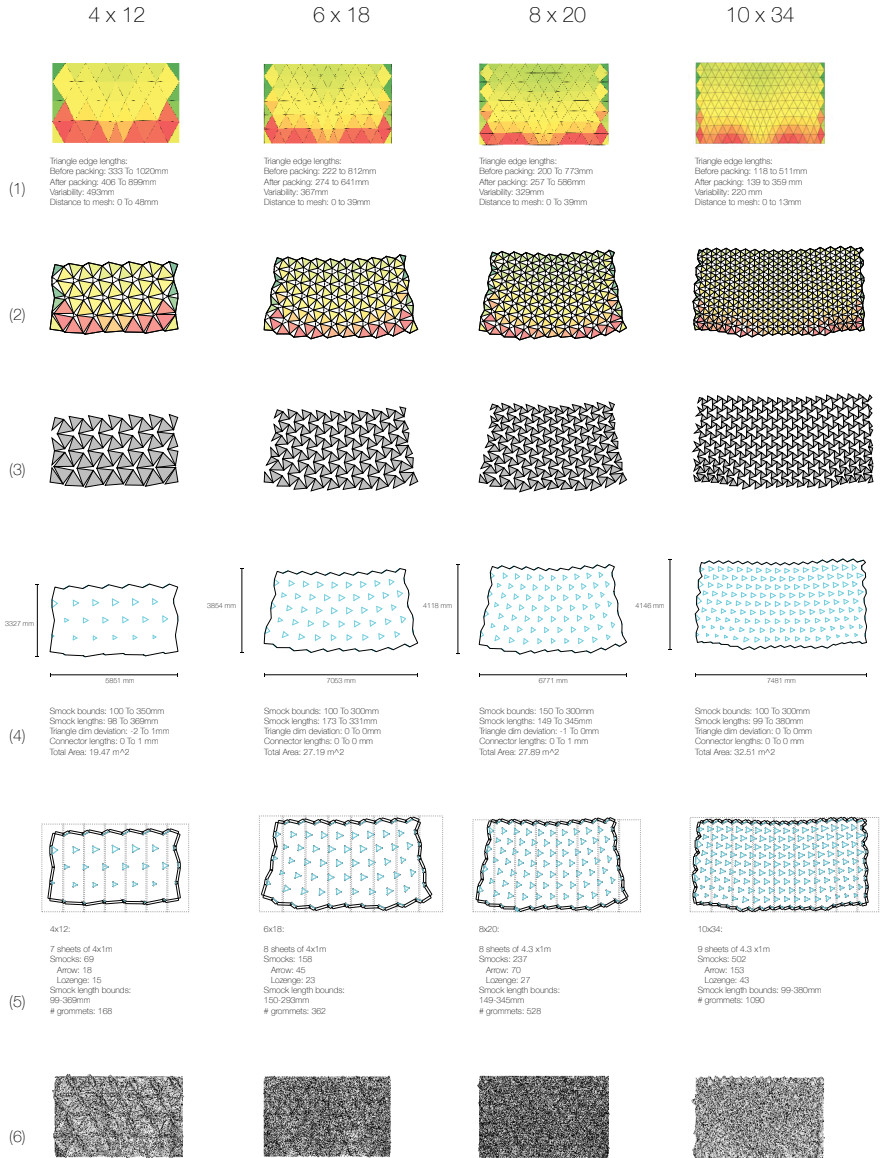 4 x 12
6 x 18
8 x 20
10 x 34
(1)
Triangle edge lengths:
Before packing: 333 To 1020mm
After packing: 406 To 899mm
Variability: 493mm
Distance to mesh: 0 To 48mm
Triangle edge lengths:
Before packing: 222 to 812mm
After packing: 274 to 641mm
Variability: 367mm
Distance to mesh: 0 to 39mm
Triangle edge lengths:
Before packing: 200 To 773mm
After packing: 257 To 586mm
Variability: 329mm
Distance to mesh: 0 To 39mm
Triangle edge lengths:
Before packing: 118 to 511mm
After packing: 139 to 359 mm
Variability: 220 mm
Distance to mesh: 0 to 13mm
(2)
(3)
3327 mm
5851 mm
3864 mm
7053 mm
4118 mm
6771 mm
4146 mm
7481 mm
(4)
Smock bounds: 100 To 350mm
Smock lengths: 98 To 369mm
Triangle dim deviation: -2 To 1mm
Connector lengths: 0 To 1 mm
Total Area: 19.47 m^2
Smock bounds: 100 To 300mm
Smock lengths: 173 To 331mm
Triangle dim deviation: 0 To 0mm
Connector lengths: 0 To 0 mm
Total Area: 27.19 m^2
Smock bounds: 150 To 300mm
Smock lengths: 149 To 345mm
Triangle dim deviation: -1 To 0mm
Connector lengths: 0 To 1 mm
Total Area: 27.89 m^2
Smock bounds: 100 To 300mm
Smock lengths: 99 To 380mm
Triangle dim deviation: 0 To 0mm
Connector lengths: 0 To 0 mm
Total Area: 32.51 m^2
(5)
4x12:
7 sheets of 4x1m
Smocks: 69
Arrow: 18
Lozenge: 15
Smock length bounds:
99-369mm
# grommets: 168
6x18:
8 sheets of 4x1m
Smocks: 158
Arrow: 45
Lozenge: 23
Smock length bounds:
150-293mm
# grommets: 362
8x20:
8 sheets of 4.3 x1m
Smocks: 237
Arrow: 70
Lozenge: 27
Smock length bounds:
149-345mm
# grommets: 528
10x34:
9 sheets of 4.3 x1m
Smocks: 502
Arrow: 153
Lozenge: 43
Smock length bounds: 99-380mm
# grommets: 1090
(6)